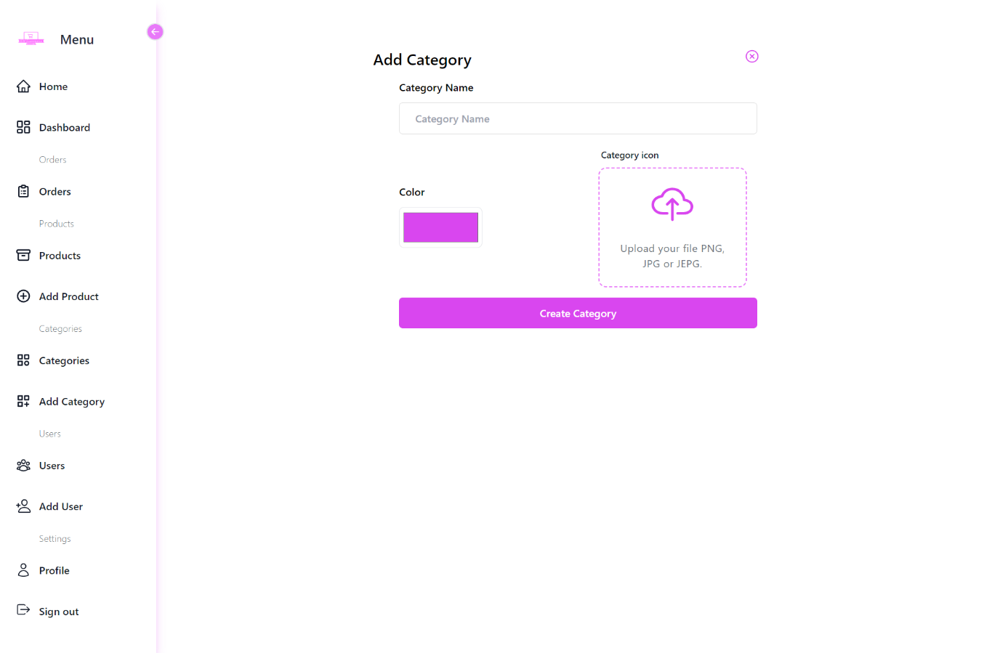 Menu
Home
Dashboard
Orders
Orders
Products
Products
Add Product
Categories
Categories
Add Category
Users
Users
Add User
Settings
Profile
Sign out
Add Category
Category Name
Category Name
Category icon
Color
Upload your file PNG,
JPG or JEPG.
Create Category